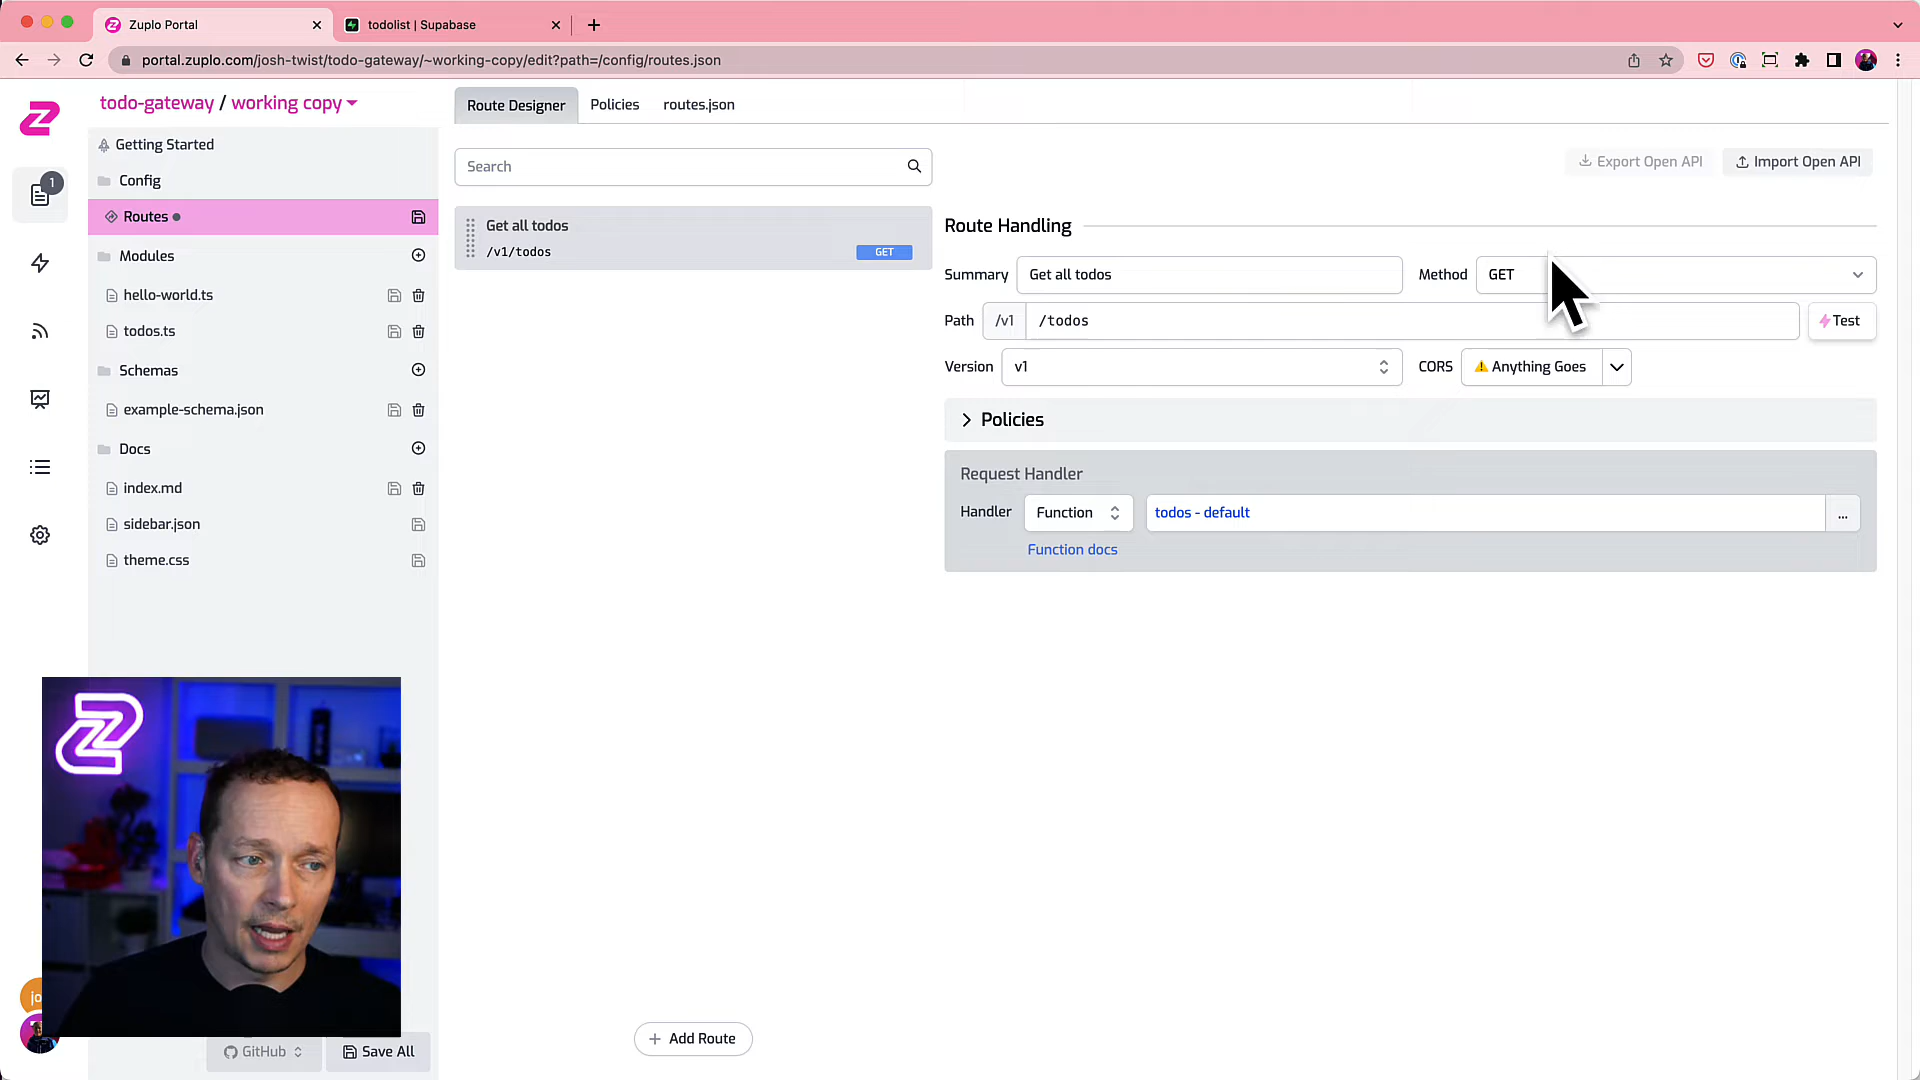 Zuplo Portal
todolist | Supabase
portal.zuplo.com/josh-twist/todo-gateway/~working-copy/edit?path=/config/routes.json
todo-gateway / working copy
1
Getting Started
Config
Routes
Modules
hello-world.ts
todos.ts
Schemas
example-schema.json
Docs
index.md
sidebar.json
theme.css
jo
GitHub
Save All
Route Designer
Policies
routes.json
Search
Get all todos
/v1/todos
GET
Add Route
Export Open API
Import Open API
Route Handling
Summary
Get all todos
Method
GET
Path
/v1
/todos
Test
Version
v1
CORS
Anything Goes
Policies
Request Handler
Handler
Function
todos - default
...
Function docs